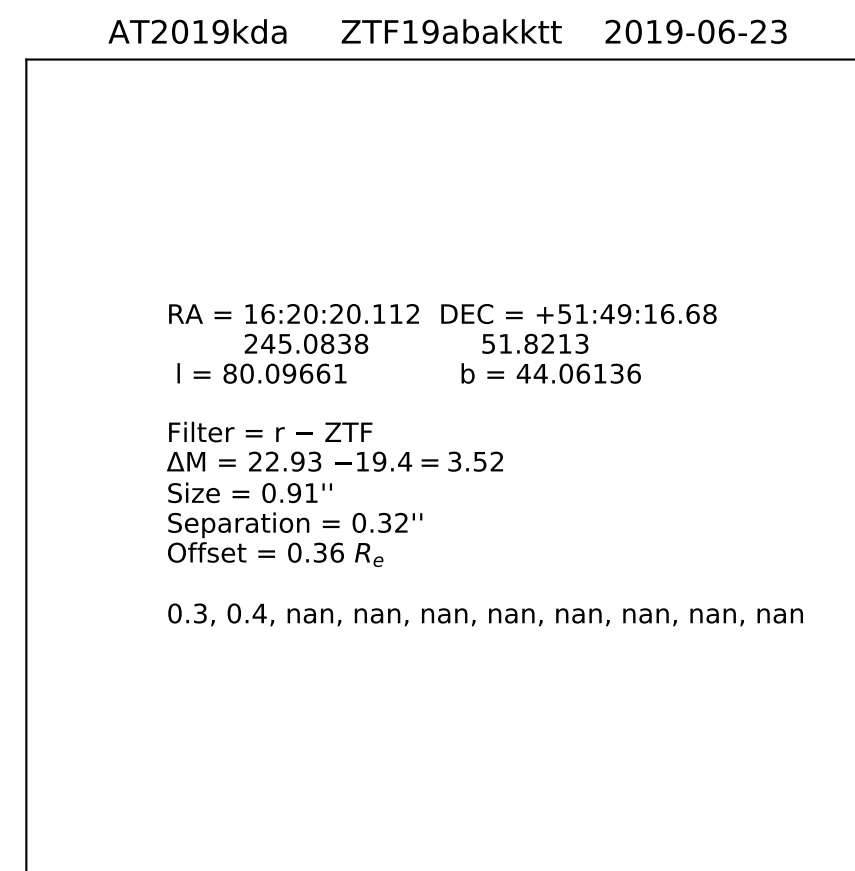 AT2019kda ZTF19abakktt 2019-06-23
RA = 16:20:20.112 DEC = +51:49:16.68
245.0838 51.8213
l = 80.09661 b = 44.06136
Filter = r − ZTF
ΔM = 22.93 −19.4 = 3.52
Size = 0.91''
Separation = 0.32''
Offset = 0.36 Re
0.3, 0.4, nan, nan, nan, nan, nan, nan, nan, nan